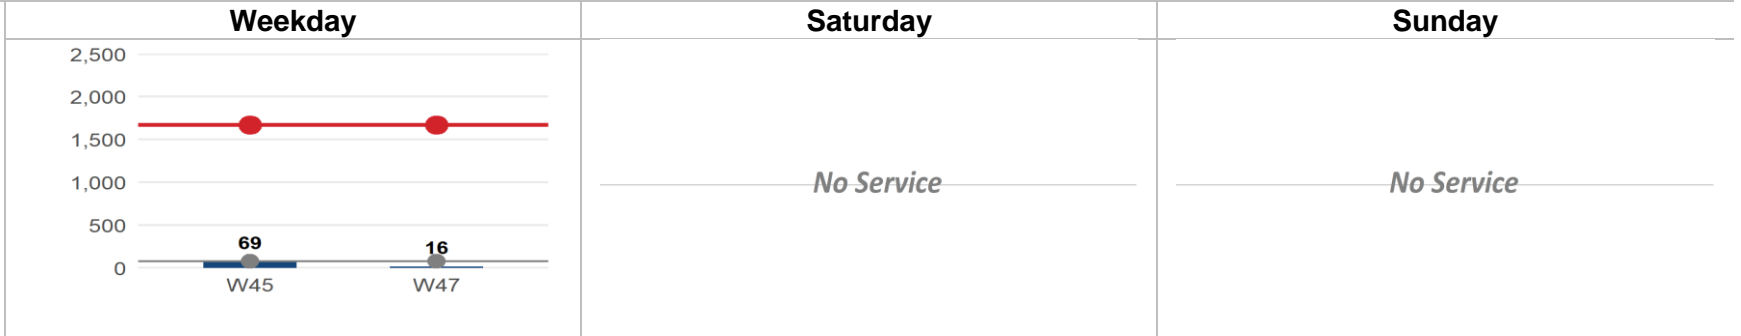 Weekday
Saturday
Sunday
2,500
2,000
1,500
1,000
500
0
69
16
W45
W47
No Service
No Service